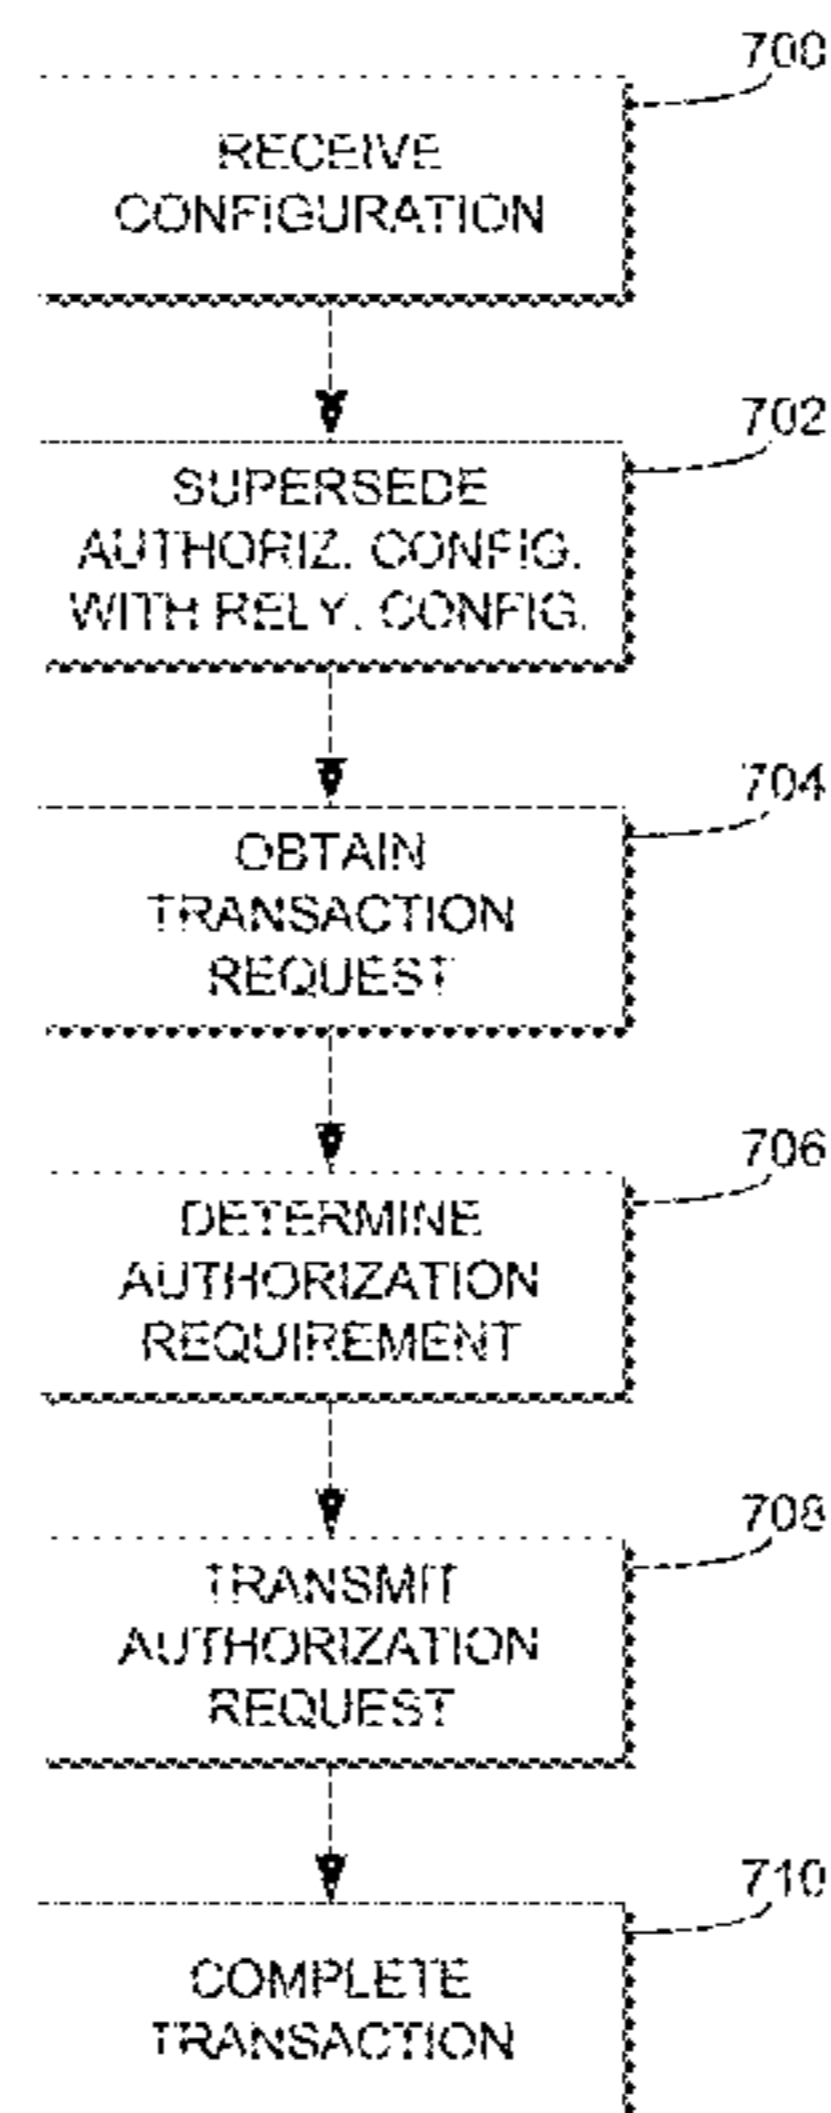 700
RECEIVE
CONFIGURATION
702
SUPERSEDE
AUTHORIZ. CONFIG.
WITH RELY. CONFIG.
704
OBTAIN
TRANSACTION
REQUEST
706
DETERMINE
AUTHORIZATION
REQUIREMENT
708
TRANSMIT
AUTHORIZATION
REQUEST
710
COMPLETE
TRANSACTION